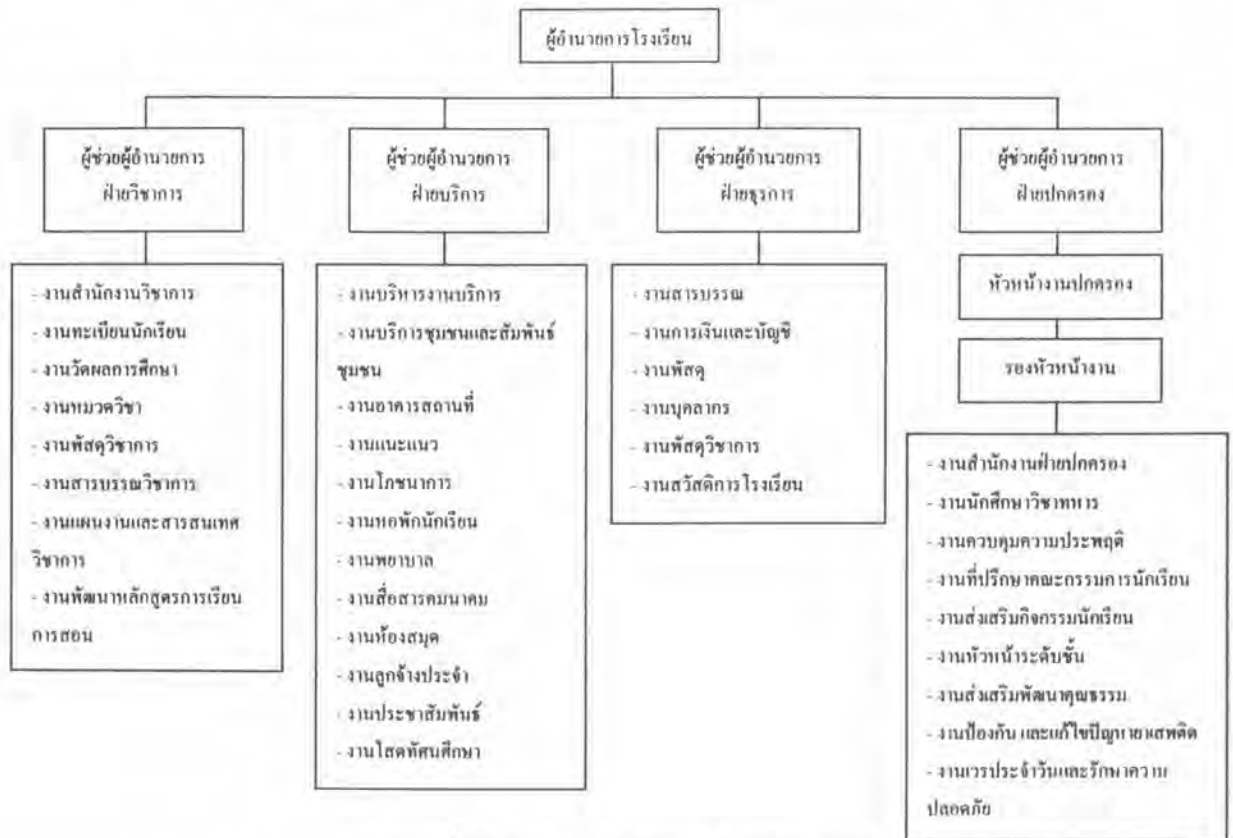 ผู้อำนวยการโรงเรียน
ผู้ช่วยผู้อำนวยการ
ฝ่ายวิชาการ
- งานสำนักงานวิชาการ
- งานทะเบียนนักเรียน
- งานวัดผลการศึกษา
- งานหมวดวิชา
- งานพัสดุวิชาการ
- งานสารบรรณวิชาการ
- งานแผนงานและสารสนเทศ
วิชาการ
- งานพัฒนาหลักสูตรการเรียน
การสอน
ผู้ช่วยผู้อำนวยการ
ฝ่ายบริการ
- งานบริหารงานบริการ
- งานบริการชุมชนและสัมพันธ์
ชุมชน
- งานอาคารสถานที่
- งานแนะแนว
- งานโภชนาการ
- งานหอพักนักเรียน
- งานพยาบาล
- งานสื่อสารคมนาคม
- งานห้องสมุด
- งานลูกจ้างประจำ
- งานประชาสัมพันธ์
- งานโสตทัศนศึกษา
ผู้ช่วยผู้อำนวยการ
ฝ่ายธุรการ
- งานสารบรรณ
- งานการเงินและบัญชี
- งานพัสดุ
- งานบุคลากร
- งานพัสดุวิชาการ
- งานสวัสดิการโรงเรียน
ผู้ช่วยผู้อำนวยการ
ฝ่ายปกครอง
หัวหน้างานปกครอง
รองหัวหน้างาน
- งานสำนักงานฝ่ายปกครอง
- งานนักศึกษาวิชาทหาร
- งานควบคุมความประพฤติ
- งานที่ปรึกษาคณะกรรมการนักเรียน
- งานส่งเสริมกิจกรรมนักเรียน
- งานหัวหน้าระดับชั้น
- งานส่งเสริมพัฒนาคุณธรรม
- งานป้องกัน และแก้ไขปัญหายาเสพติด
- งานเวรประจำวันและรักษาความ
ปลอดภัย